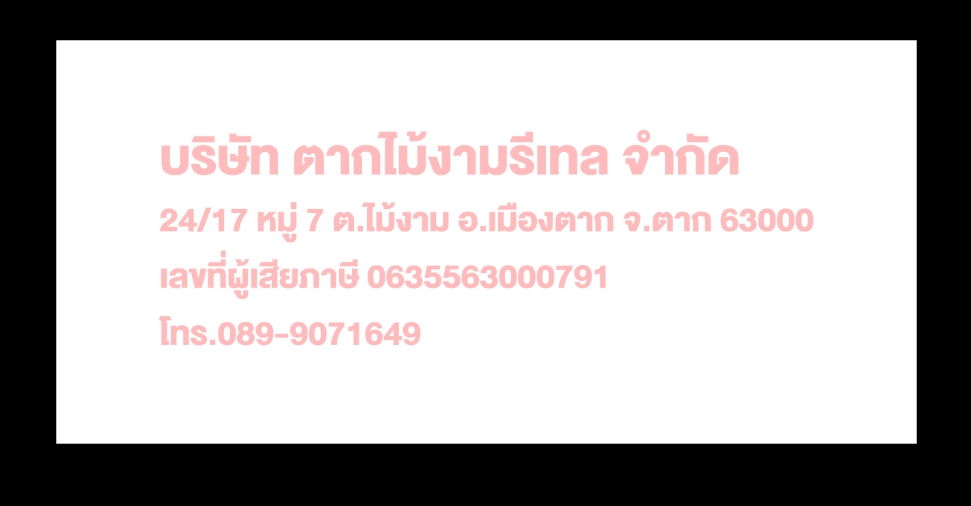 บริษัท ตากไม้งามรีเทล จำกัด
24/17 หมู่ 7 ต.ไม้งาม อ.เมืองตาก จ.ตาก 63000
เลขที่ผู้เสียภาษี 0635563000791
โทร.089-9071649